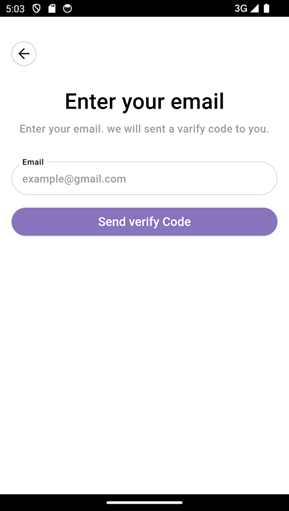 5:03
3G
Enter your email
Enter your email. we will sent a varify code to you.
Email
example@gmail.com
Send verify Code